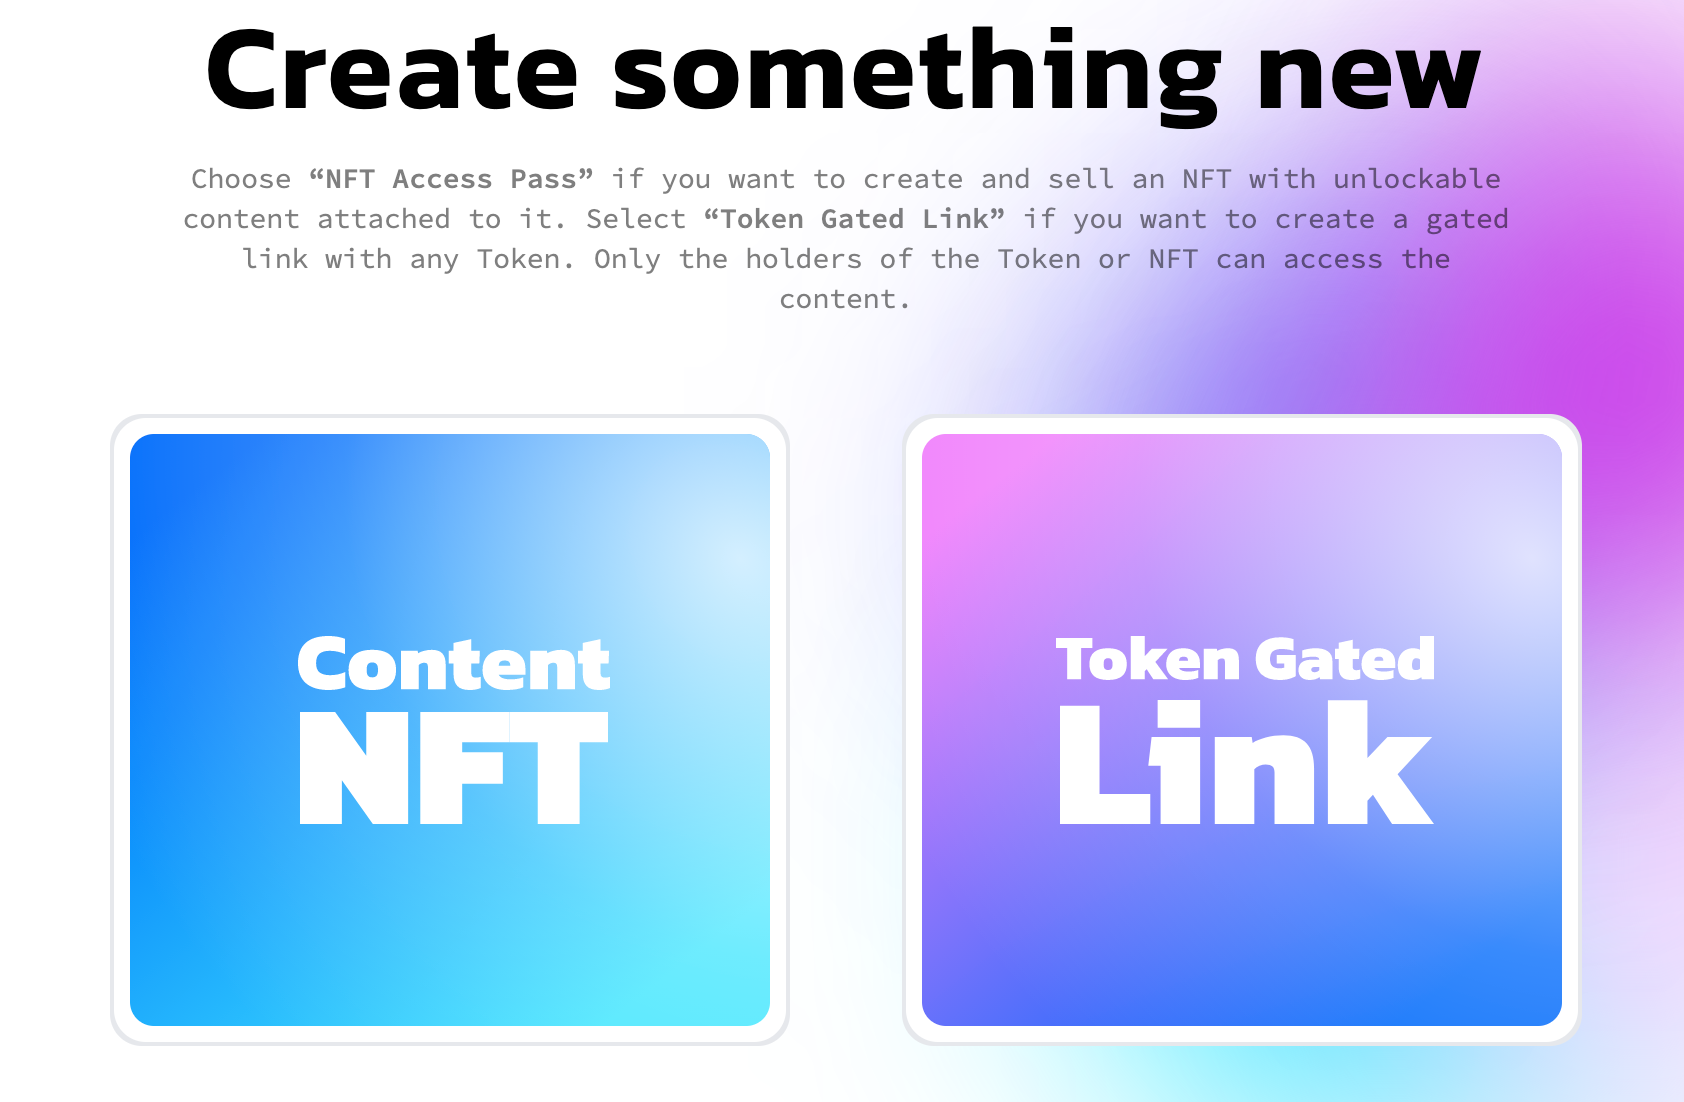 Create something new
Choose “NFT Access Pass” if you want to create and sell an NFT with unlockable
content attached to it. Select “Token Gated Link” if you want to create a gated
link with any Token. Only the holders of the Token or NFT can access the
content.
Content
NFT
Token Gated
Link